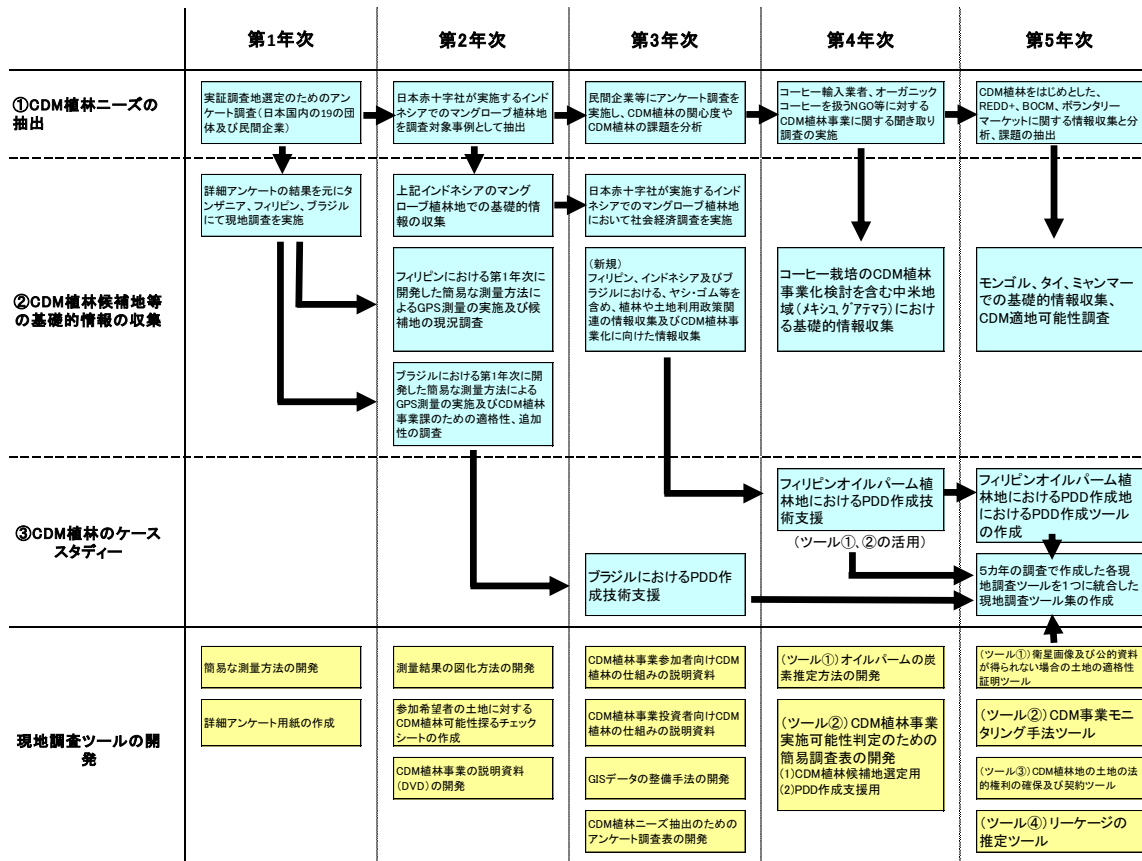 第1年次
第2年次
第3年次
第4年次
第5年次
①CDM植林ニーズの
抽出
実証調査地選定のためのアン
ケート調査(日本国内の19の団
体及び民間企業)
日本赤十字社が実施するインド
ネシアでのマングローブ植林地
を調査対象事例として抽出
民間企業等にアンケート調査を
実施し、CDM植林の関心度や
CDM植林の課題を分析
コーヒー輸入業者、オーガニック
コーヒーを扱うNGO等に対する
CDM植林事業に関する聞き取り
調査の実施
CDM植林をはじめとした、
REDD+、BOCM、ボランタリー
マーケットに関する情報収集と分
析、課題の抽出
②CDM植林候補地等
の基礎的情報の収集
詳細アンケートの結果を元にタ
ンザニア、フィリピン、ブラジル
にて現地調査を実施
上記インドネシアのマング
ローブ植林地での基礎的情
報の収集
日本赤十字社が実施するインド
ネシアでのマングローブ植林地
において社会経済調査を実施
フィリピンにおける第1年次に
開発した簡易な測量方法に
よるGPS測量の実施及び候
補地の現況調査
(新規)
フィリピン、インドネシア及びブ
ラジルにおける、ヤシ・ゴム等を
含め、植林や土地利用政策関
連の情報収集及びCDM植林事
業化に向けた情報収集
コーヒー栽培のCDM植林
事業化検討を含む中米地
域(メキシコ、グアテマラ)におけ
る基礎的情報収集
モンゴル、タイ、ミャンマー
での基礎的情報収集、
CDM適地可能性調査
ブラジルにおける第1年次に開
発した簡易な測量方法による
GPS測量の実施及びCDM植林
事業課のための適格性、追加
性の調査
③CDM植林のケース
スタディー
フィリピンオイルパーム植
林地におけるPDD作成技
術支援
(ツール①、②の活用)
フィリピンオイルパーム植
林地におけるPDD作成地
におけるPDD作成ツール
の作成
ブラジルにおけるPDD作
成技術支援
5カ年の調査で作成した各現
地調査ツールを1つに統合した
現地調査ツール集の作成
現地調査ツールの開
発
簡易な測量方法の開発
詳細アンケート用紙の作成
測量結果の図化方法の開発
参加希望者の土地に対する
CDM植林可能性探るチェック
シートの作成
CDM植林事業の説明資料
(DVD)の開発
CDM植林事業参加者向けCDM
植林の仕組みの説明資料
CDM植林事業投資者向けCDM
植林の仕組みの説明資料
GISデータの整備手法の開発
CDM植林ニーズ抽出のための
アンケート調査表の開発
(ツール①)オイルパームの炭
素推定方法の開発
(ツール②)CDM植林事業
実施可能性判定のための
簡易調査表の開発
(1)CDM植林候補地選定用
(2)PDD作成支援用
(ツール①)衛星画像及び公的資料
が得られない場合の土地の適格性
証明ツール
(ツール②)CDM事業モニ
タリング手法ツール
(ツール③)CDM植林地の土地の法
的権利の確保及び契約ツール
(ツール④)リーケージの
推定ツール